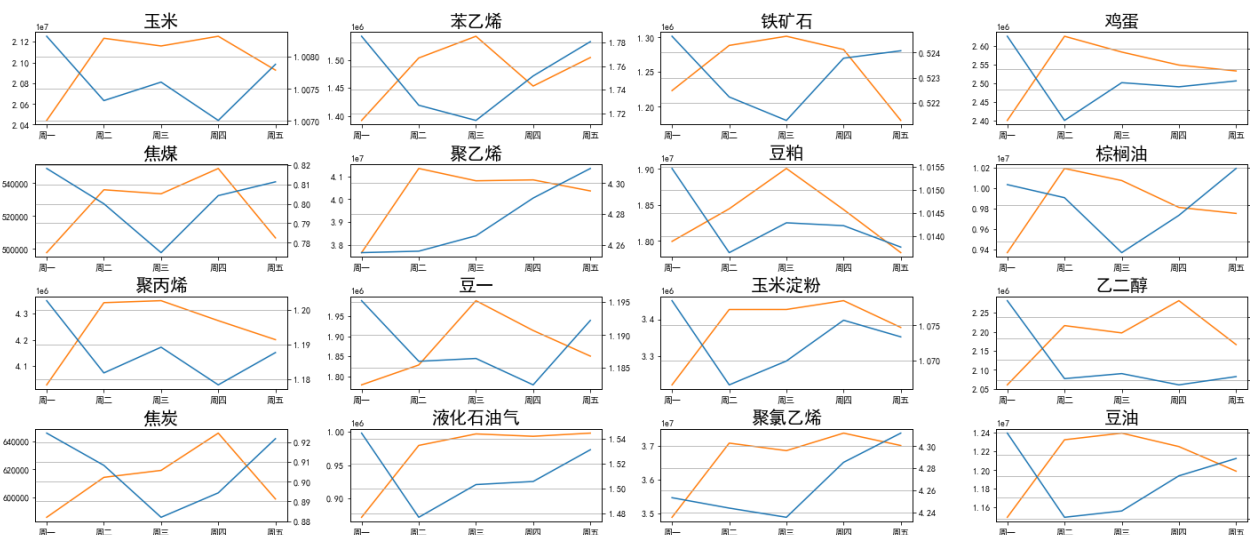 玉米 苯乙烯 铁矿石 鸡蛋
1e7 1e6 1e6 1e6
2.12 2.10 2.08 2.06 2.04 1.0080 1.0075 1.0070 1.50 1.45 1.40 1.78 1.76 1.74 1.72 1.30 1.25 1.20 0.524 0.523 0.522 2.60 2.55 2.50 2.45 2.40
周一 周二 周三 周四 周五 周一 周二 周三 周四 周五 周一 周二 周三 周四 周五 周一 周二 周三 周四 周五
焦煤 聚乙烯 豆粕 棕榈油
1e7 1e7 1e7
540000 520000 500000 0.82 0.81 0.80 0.79 0.78 4.1 4.0 3.9 3.8 4.30 4.28 4.26 1.90 1.85 1.80 1.0155 1.0150 1.0145 1.0140 1.02 1.00 0.98 0.96 0.94
周一 周二 周三 周四 周五 周一 周二 周三 周四 周五 周一 周二 周三 周四 周五 周一 周二 周三 周四 周五
聚丙烯 豆一 玉米淀粉 乙二醇
1e6 1e6 1e6 1e6
4.3 4.2 4.1 1.20 1.19 1.18 1.95 1.90 1.85 1.80 1.195 1.190 1.185 3.4 3.3 1.075 1.070 2.25 2.20 2.15 2.10 2.05
周一 周二 周三 周四 周五 周一 周二 周三 周四 周五 周一 周二 周三 周四 周五 周一 周二 周三 周四 周五
焦炭 液化石油气 聚氯乙烯 豆油
1e6 1e7 1e7
640000 620000 600000 0.92 0.91 0.90 0.89 0.88 1.00 0.95 0.90 1.54 1.52 1.50 1.48 3.7 3.6 3.5 4.30 4.28 4.26 4.24 1.24 1.22 1.20 1.18 1.16
周一 周二 周三 周四 周五 周一 周二 周三 周四 周五 周一 周二 周三 周四 周五 周一 周二 周三 周四 周五